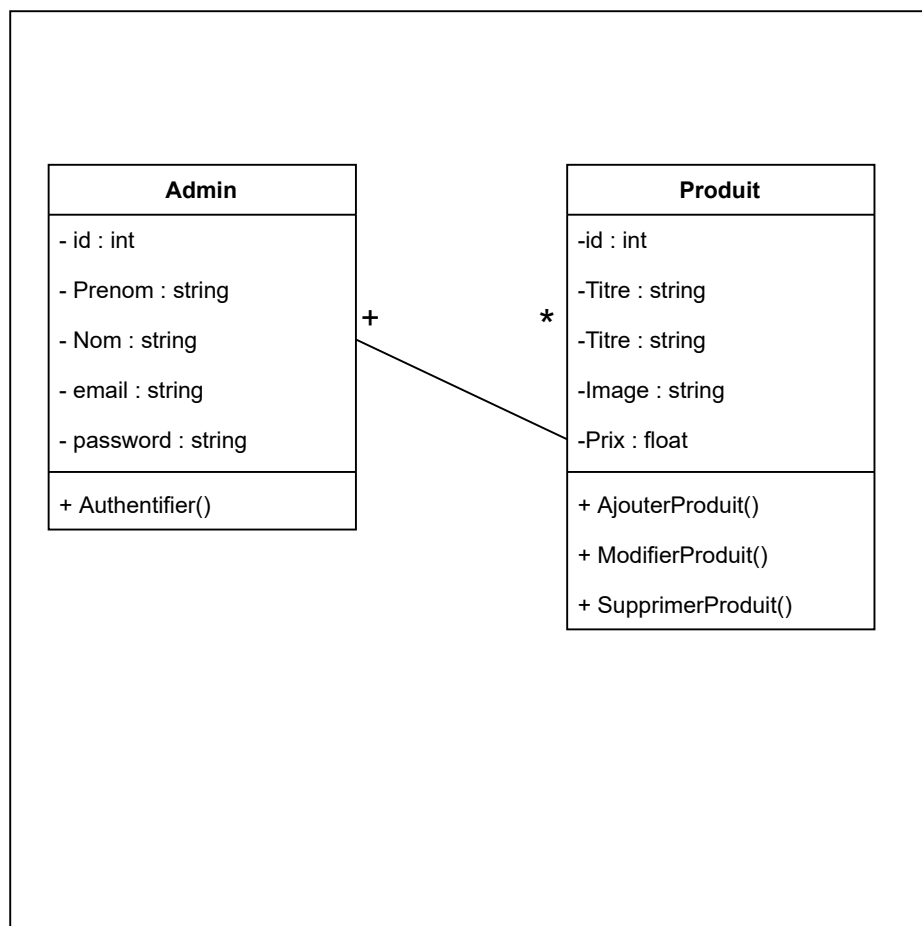 Admin
- id : int
- Prenom : string
- Nom : string
- email : string
- password : string
+ Authentifier()
+
*
Produit
-id : int
-Titre : string
-Titre : string
-Image : string
-Prix : float
+ AjouterProduit()
+ ModifierProduit()
+ SupprimerProduit()